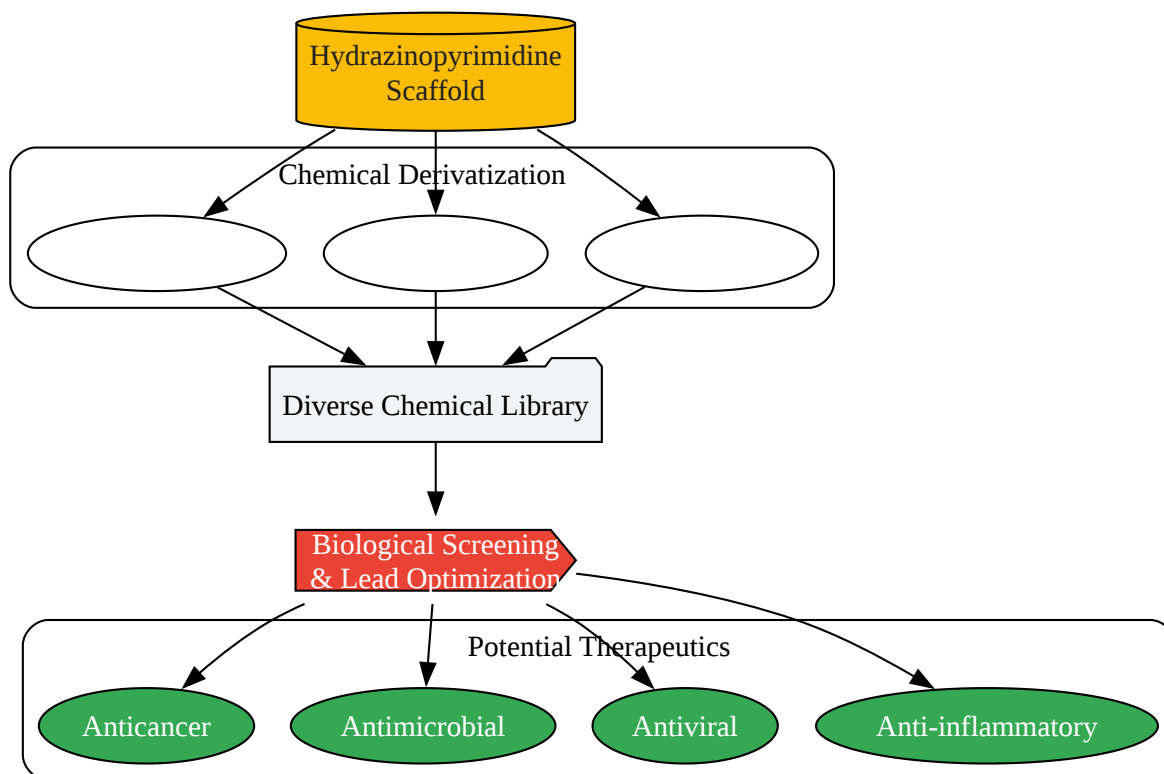 Hydrazinopyrimidine
Scaffold
Chemical Derivatization
Diverse Chemical Library
Biological Screening
& Lead Optimization
Potential Therapeutics
Anticancer
Antimicrobial
Antiviral
Anti-inflammatory